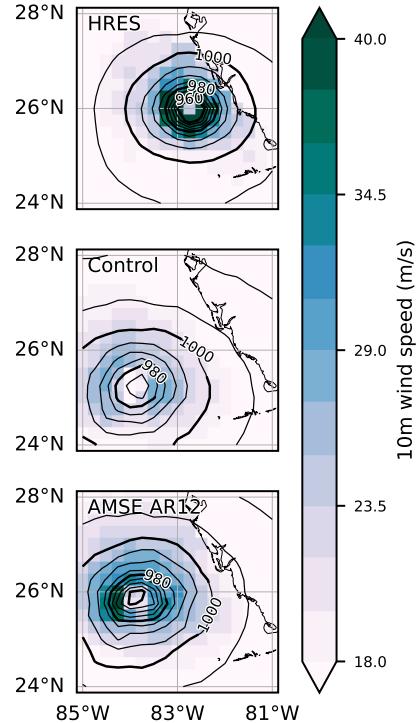 28°N
HRES
1000
980
960
26°N
24°N
28°N
Control
1000
980
26°N
24°N
28°N
AMSE AR12
980
1000
26°N
24°N
85°W 83°W 81°W
40.0
34.5
29.0
23.5
18.0
10m wind speed (m/s)